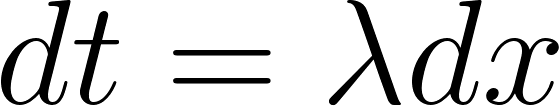 dt = λdx